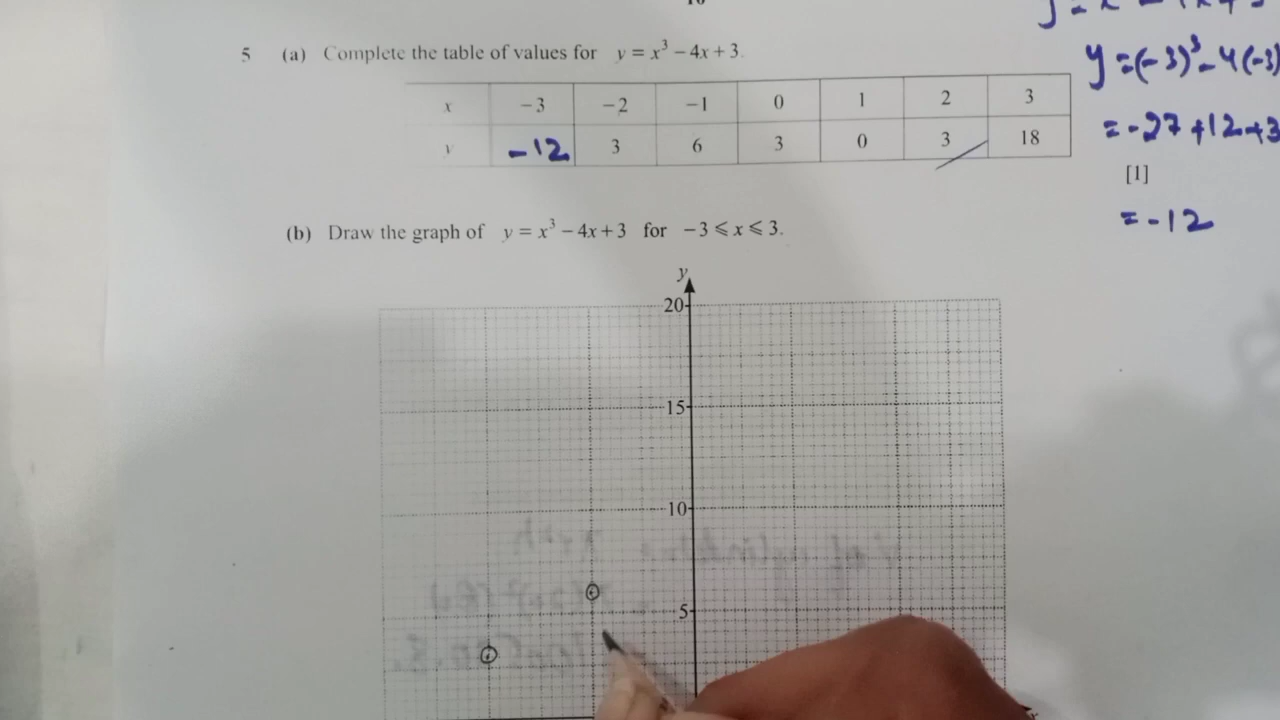 5 (a) Complete the table of values for y = x³ − 4x + 3.
x −3 −2 −1 0 1 2 3
y -12 3 6 3 0 3 18
[1]
y = (-3)³ - 4(-3)
= -27 + 12 + 3
= -12
(b) Draw the graph of y = x³ − 4x + 3 for −3 ⩽ x ⩽ 3.
y
20
15
10
5